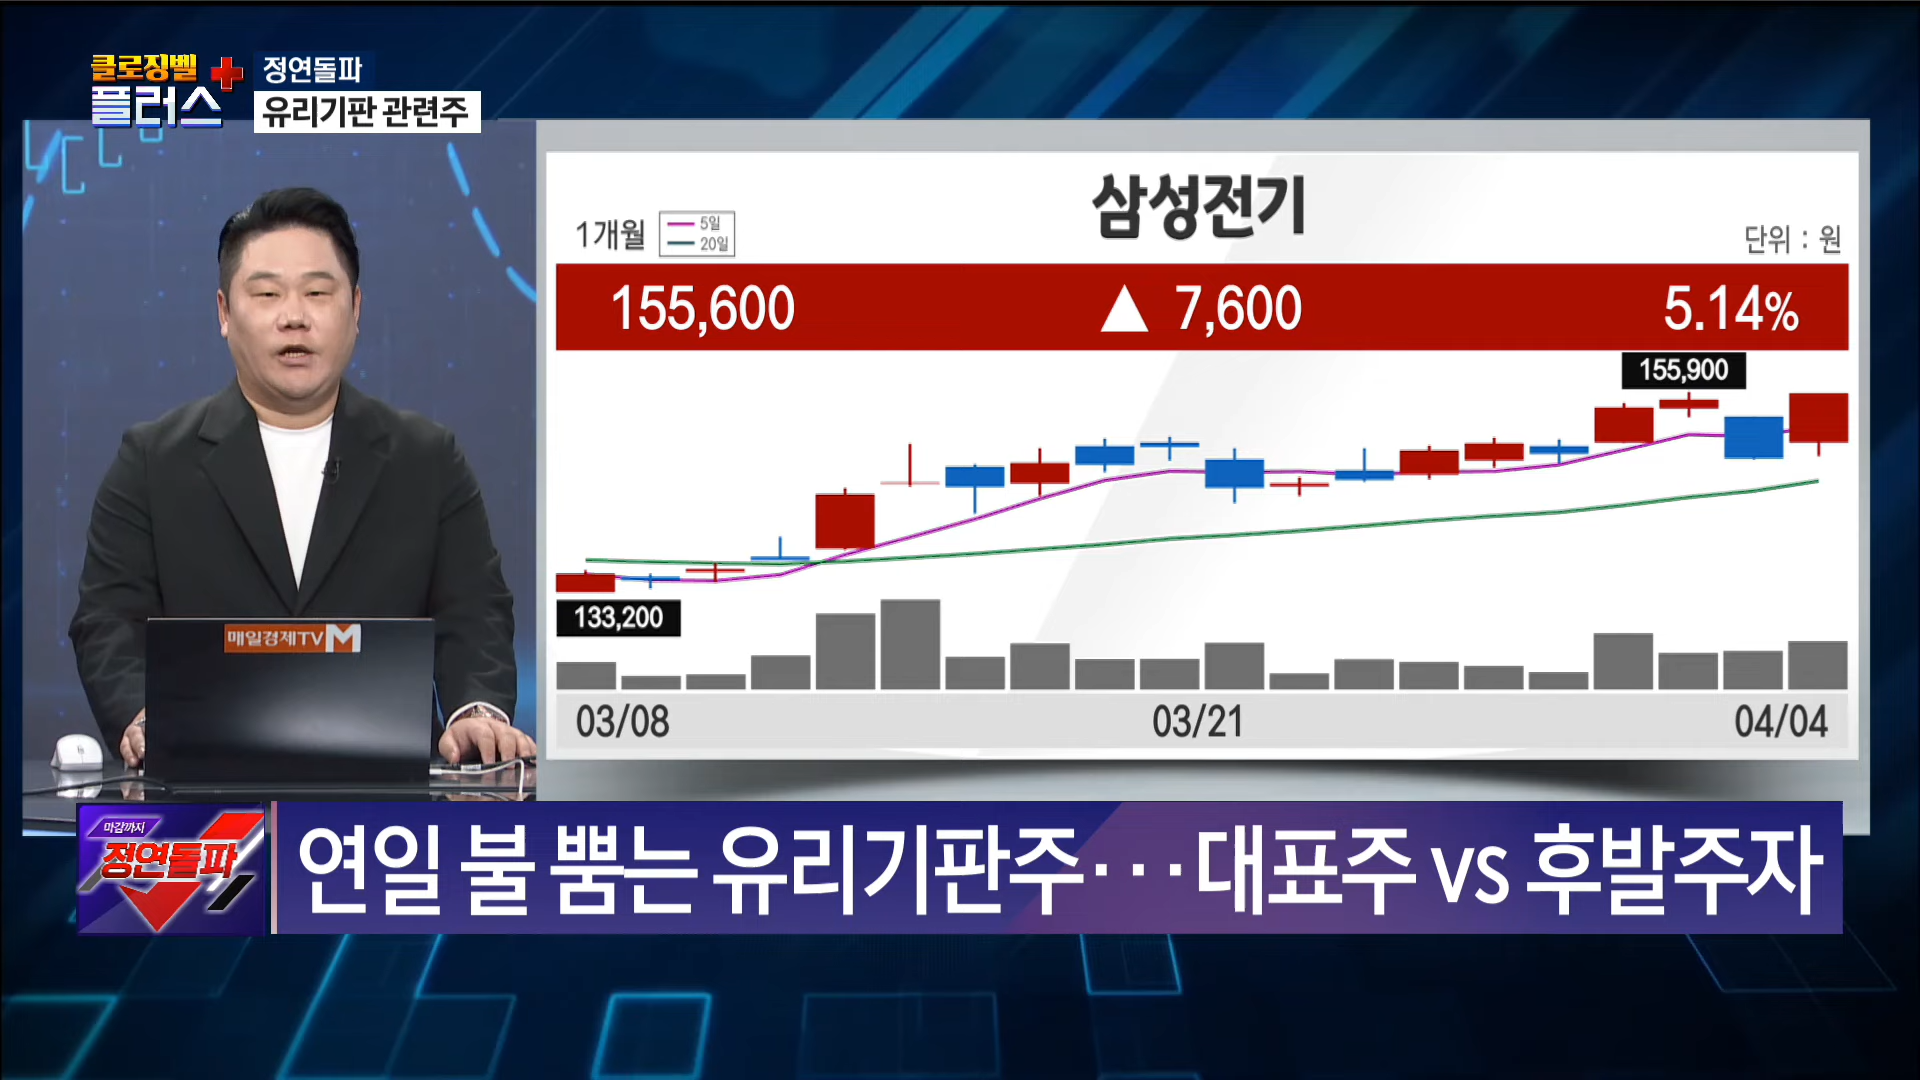 클로징벨
플러스
정연돌파
유리기판 관련주
삼성전기
1개월
5일
20일
단위 : 원
155,600
▲ 7,600
5.14%
155,900
133,200
03/08
03/21
04/04
매일경제TV M
마감까지
정연돌파
연일 불 뿜는 유리기판주···대표주 vs 후발주자